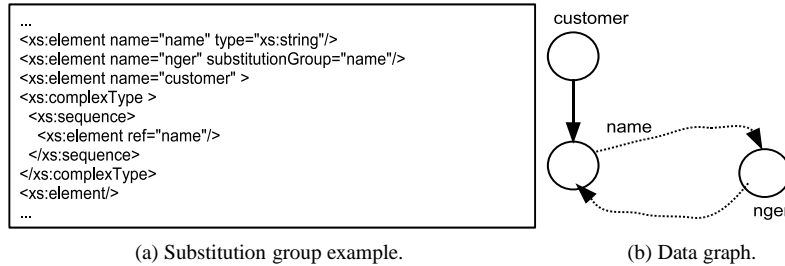 ...
<xs:element name="name" type="xs:string"/>
<xs:element name="nger" substitutionGroup="name"/>
<xs:element name="customer" >
<xs:complexType >
<xs:sequence>
<xs:element ref="name"/>
</xs:sequence>
</xs:complexType>
<xs:element/>
...
(a) Substitution group example.
customer
name
nger
(b) Data graph.